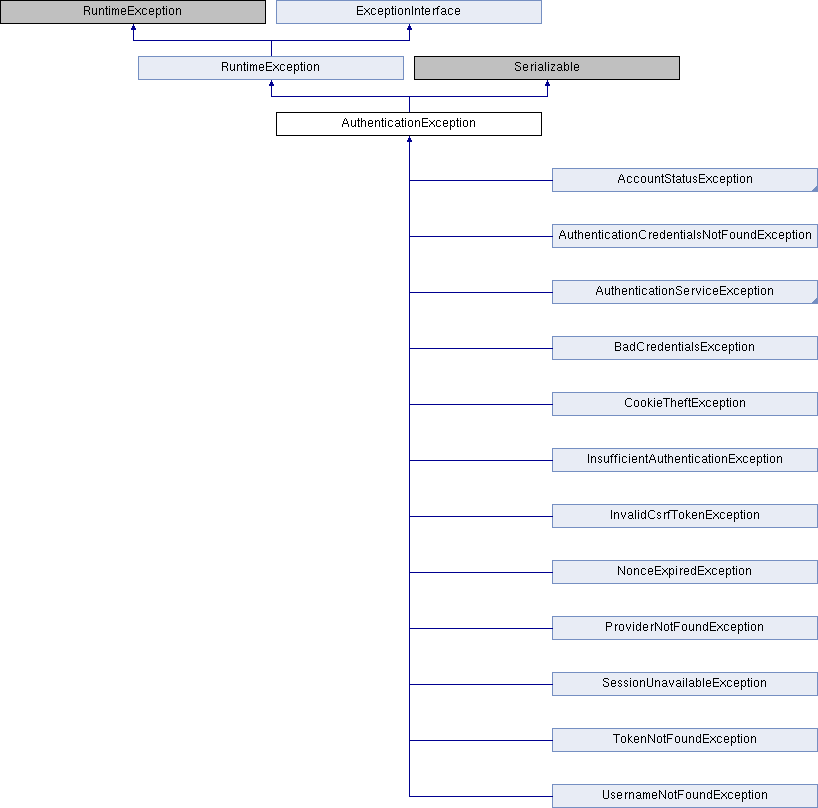 RuntimeException
ExceptionInterface
RuntimeException
Serializable
AuthenticationException
AccountStatusException
AuthenticationCredentialsNotFoundException
AuthenticationServiceException
BadCredentialsException
CookieTheftException
InsufficientAuthenticationException
InvalidCsrfTokenException
NonceExpiredException
ProviderNotFoundException
SessionUnavailableException
TokenNotFoundException
UsernameNotFoundException